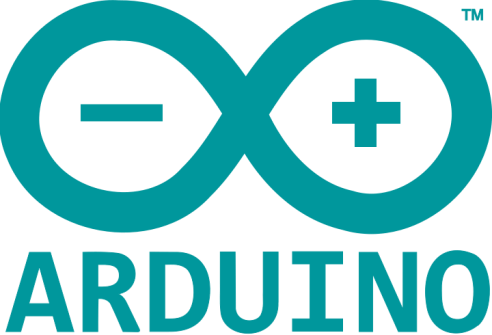 ™
− +
ARDUINO